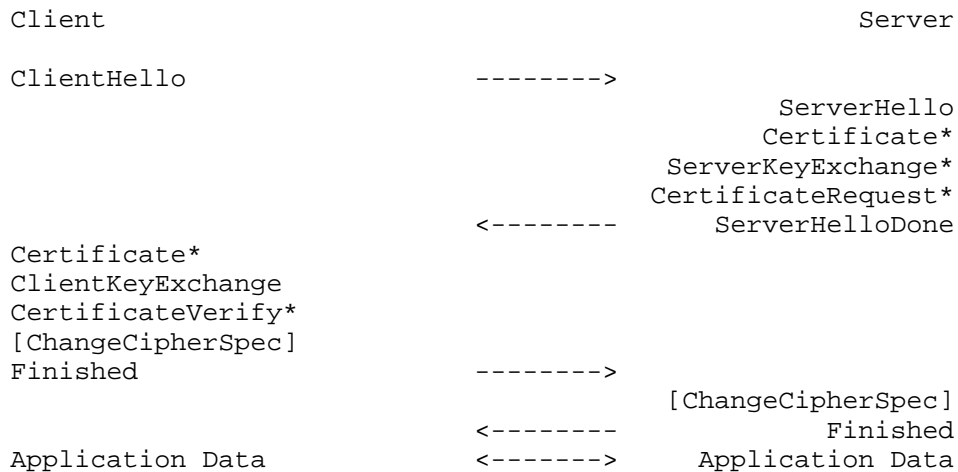 Client                                               Server

ClientHello                  -------->
                                                ServerHello
                                               Certificate*
                                         ServerKeyExchange*
                                        CertificateRequest*
                             <--------      ServerHelloDone
Certificate*
ClientKeyExchange
CertificateVerify*
[ChangeCipherSpec]
Finished                     -------->
                                         [ChangeCipherSpec]
                             <--------             Finished
Application Data             <------->     Application Data